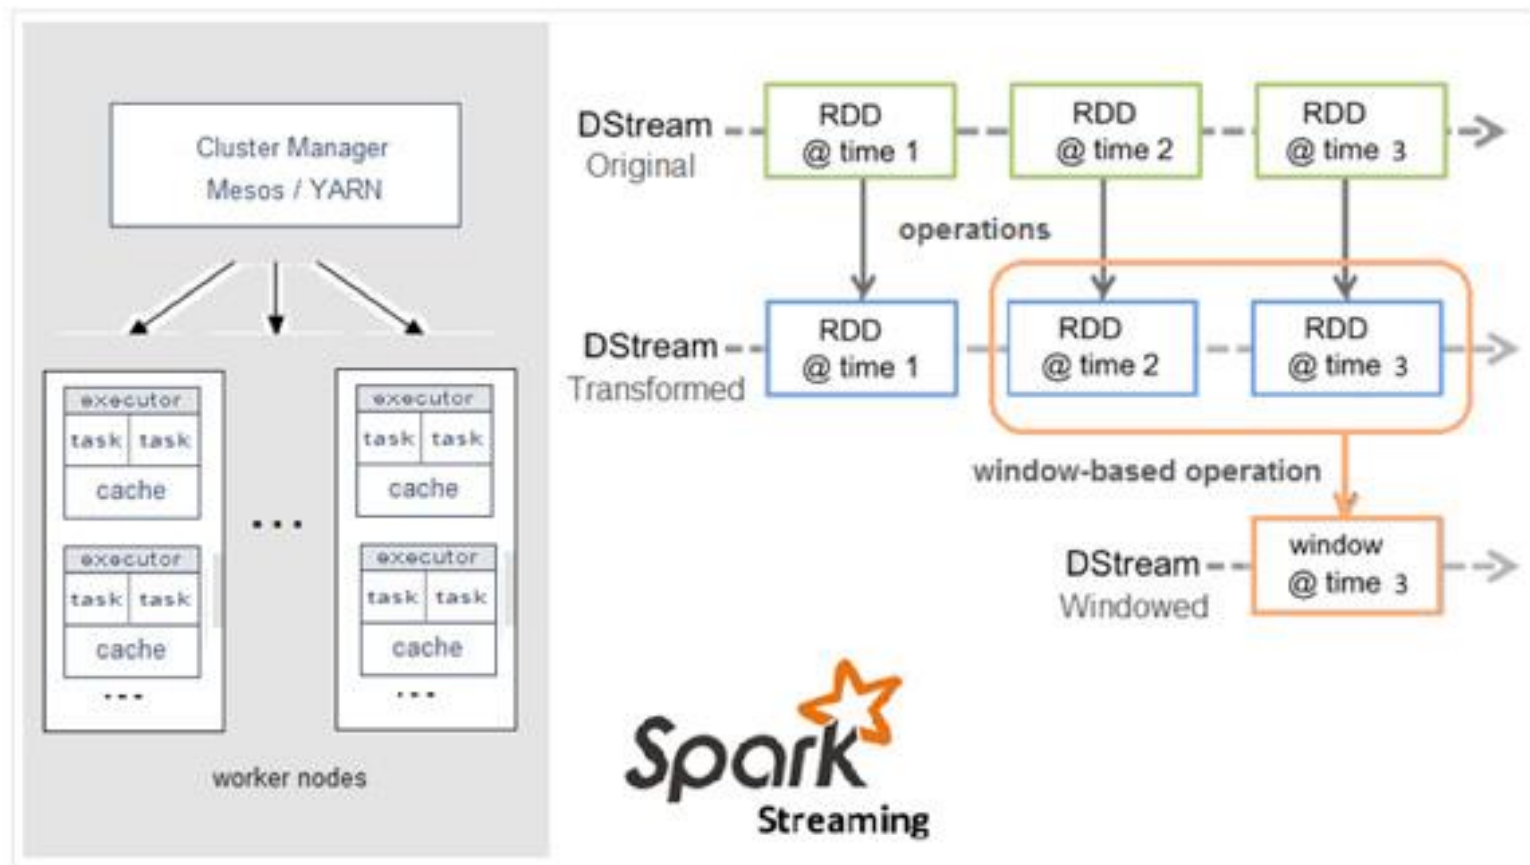 Cluster Manager
Mesos / YARN
executor
task task
cache
executor
task task
cache
...
...
executor
task task
cache
executor
task task
cache
...
worker nodes
DStream
Original
RDD
@ time 1
RDD
@ time 2
RDD
@ time 3
operations
DStream
Transformed
RDD
@ time 1
RDD
@ time 2
RDD
@ time 3
window-based operation
DStream
Windowed
window
@ time 3
Spark
Streaming